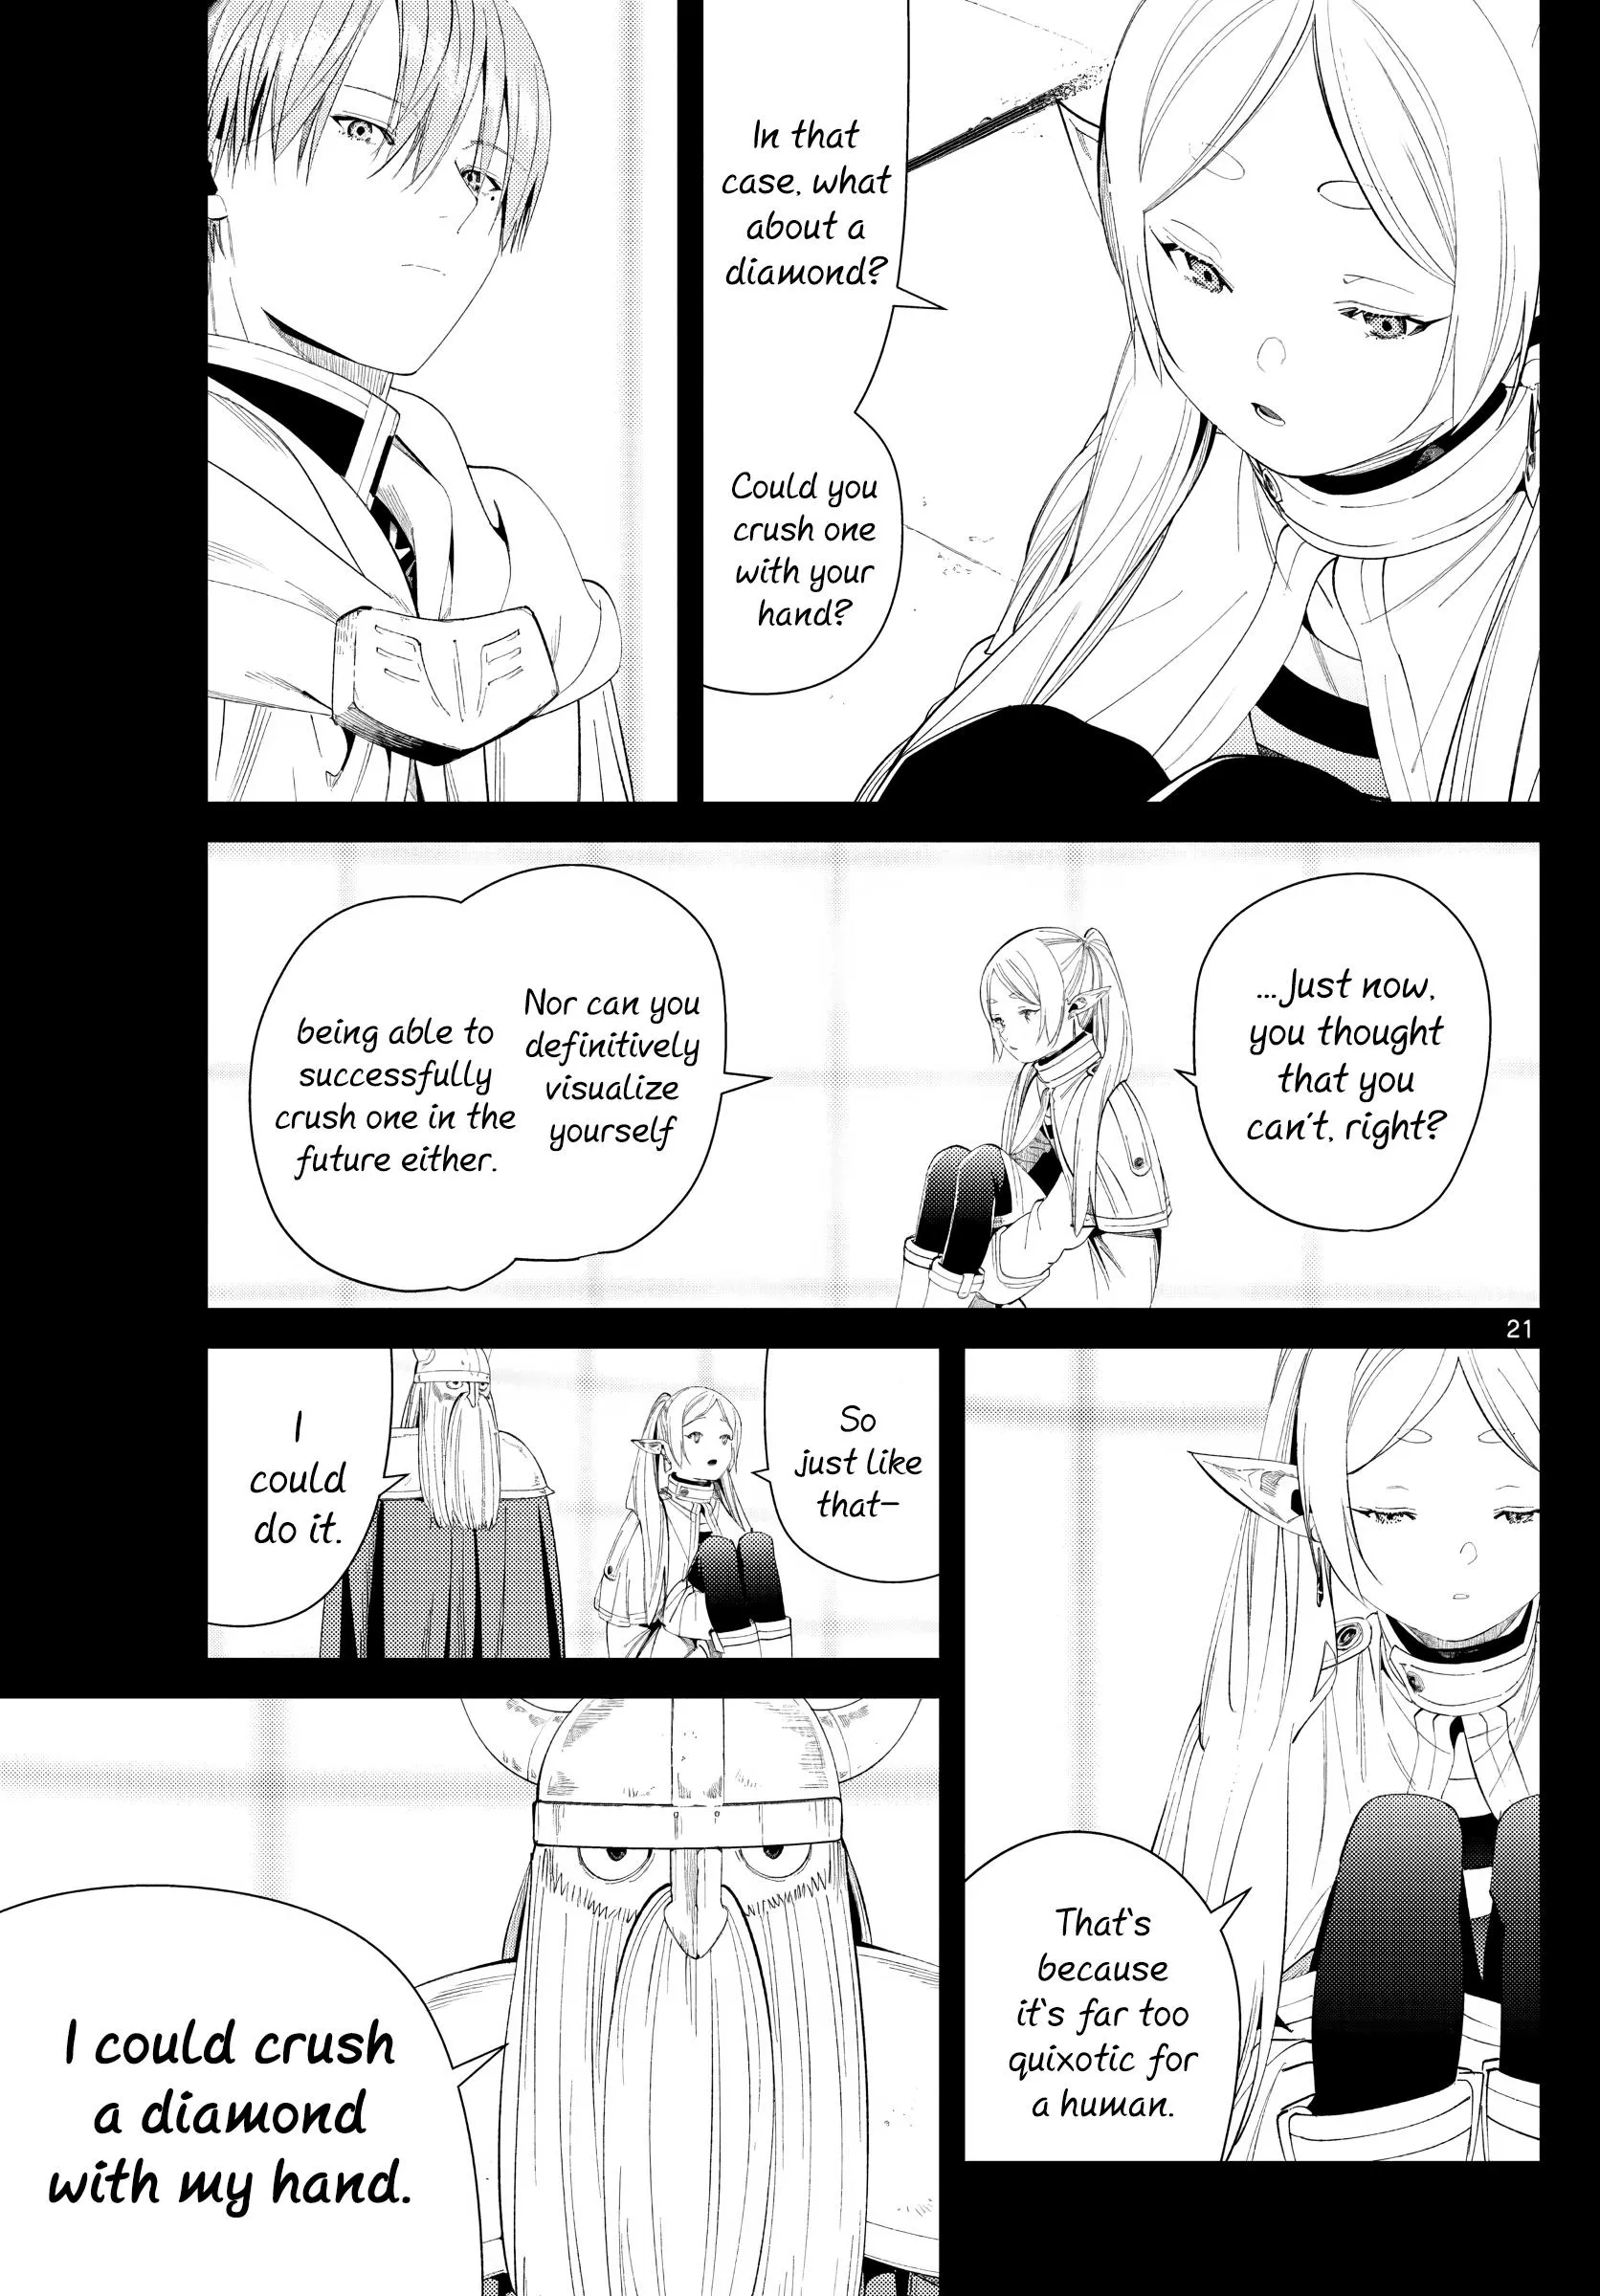 In that
case, what
about a
diamond?
Could you
crush one
with your
hand?
...Just now,
you thought
that you
can't, right?
Nor can you
definitively
visualize
yourself
being able to
successfully
crush one in the
future either.
21
That's
because
it's far too
quixotic for
a human.
So
just like
that—
I
could
do it.
I could crush
a diamond
with my hand.